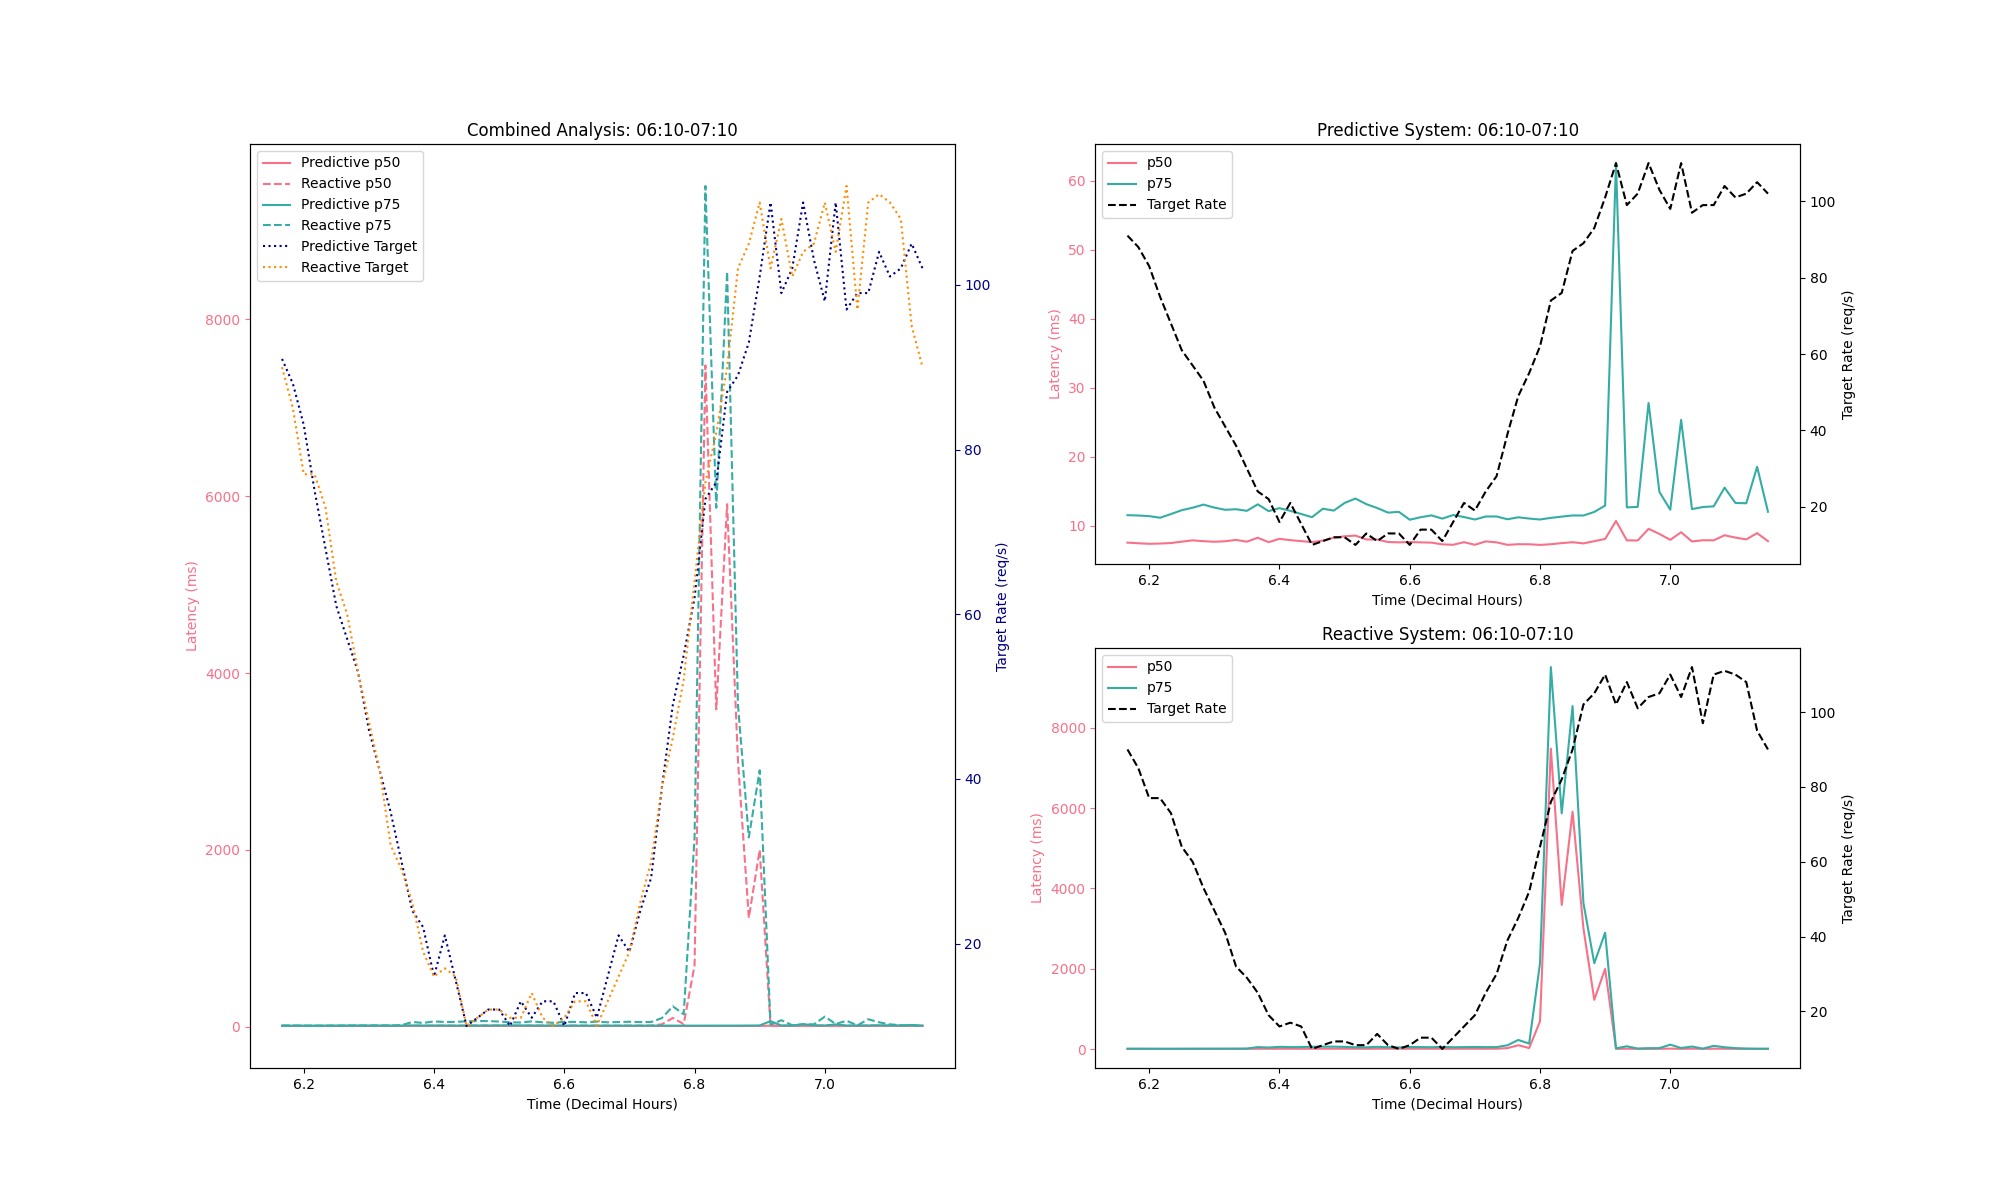 Combined Analysis: 06:10-07:10
Predictive p50
Reactive p50
Predictive p75
Reactive p75
Predictive Target
Reactive Target
8000
6000
4000
2000
0
Latency (ms)
100
80
60
40
20
Target Rate (req/s)
6.2 6.4 6.6 6.8 7.0
Time (Decimal Hours)
Predictive System: 06:10-07:10
p50
p75
Target Rate
60
50
40
30
20
10
Latency (ms)
100
80
60
40
20
Target Rate (req/s)
6.2 6.4 6.6 6.8 7.0
Time (Decimal Hours)
Reactive System: 06:10-07:10
p50
p75
Target Rate
8000
6000
4000
2000
0
Latency (ms)
100
80
60
40
20
Target Rate (req/s)
6.2 6.4 6.6 6.8 7.0
Time (Decimal Hours)